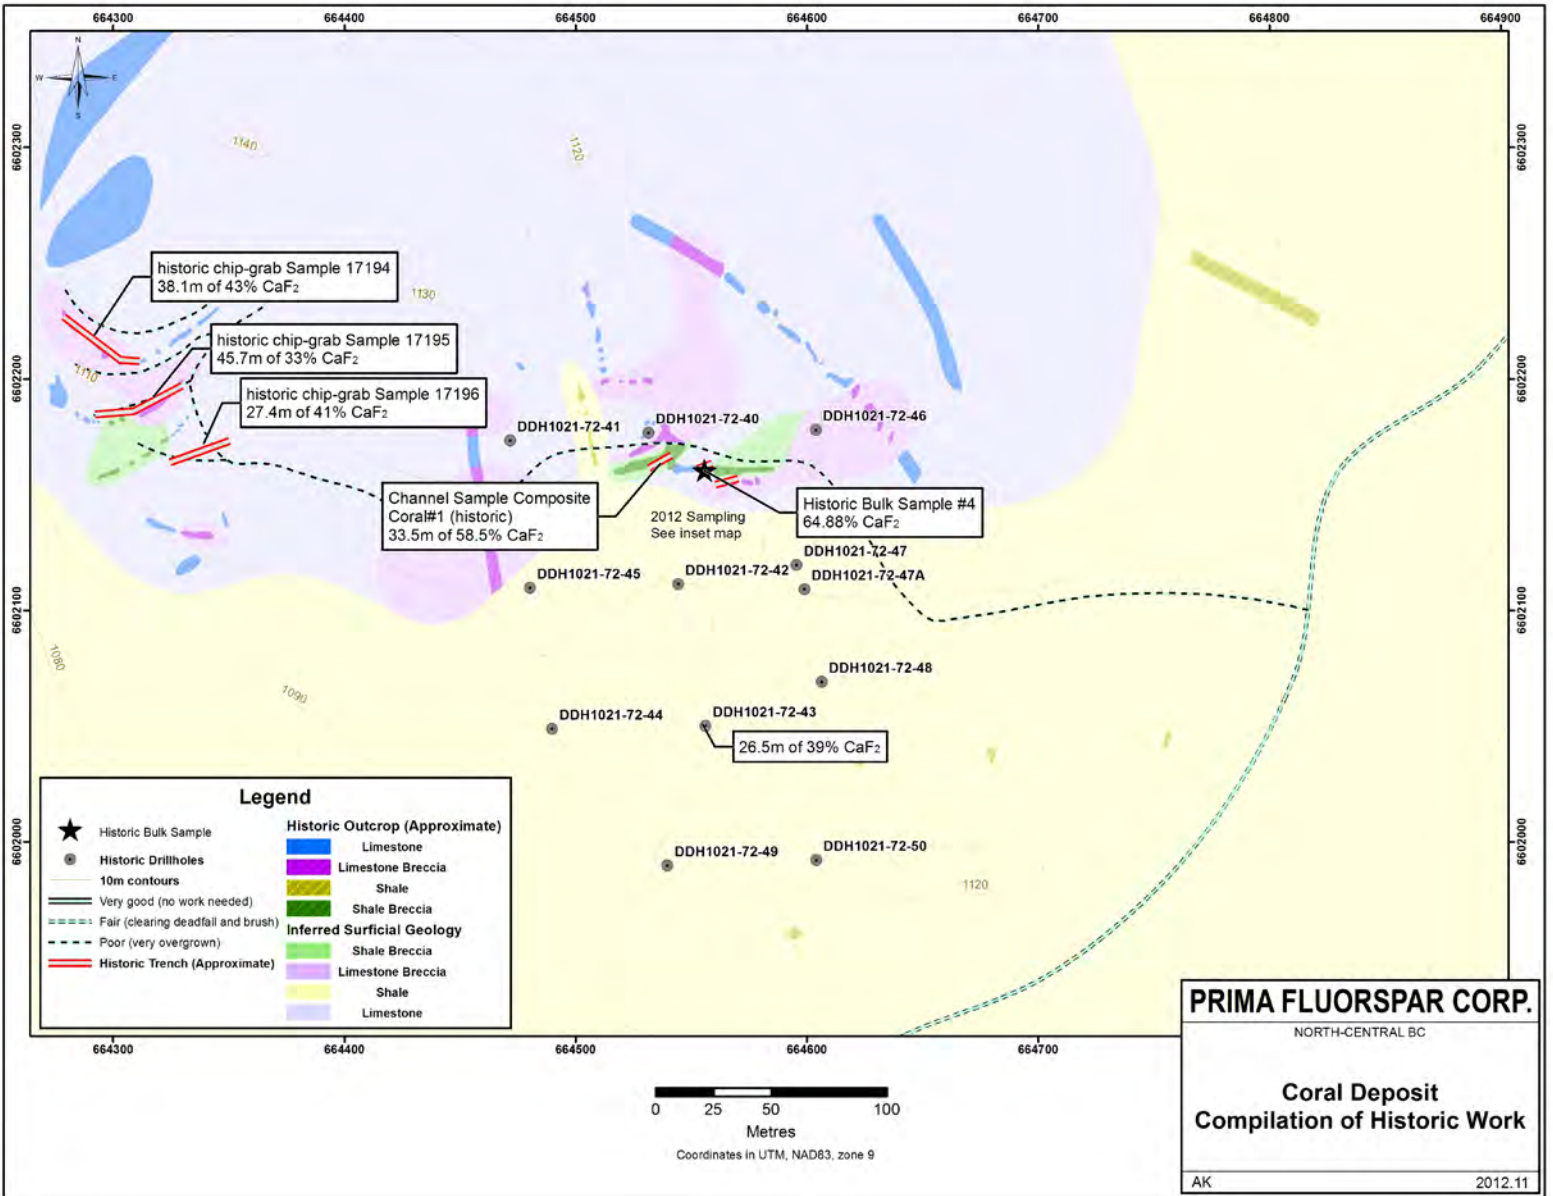 664300 664400 664500 664600 664700 664800 664900
N
W E
S
6602300
6602300
1140
1120
historic chip-grab Sample 17194
38.1m of 43% CaF2
1130
historic chip-grab Sample 17195
45.7m of 33% CaF2
6602200
6602200
1110
historic chip-grab Sample 17196
27.4m of 41% CaF2
DDH1021-72-41
DDH1021-72-40
DDH1021-72-46
Channel Sample Composite
Coral#1 (historic)
33.5m of 58.5% CaF2
2012 Sampling
See inset map
Historic Bulk Sample #4
64.88% CaF2
DDH1021-72-47
DDH1021-72-45
DDH1021-72-42
DDH1021-72-47A
6602100
6602100
1080
1090
DDH1021-72-48
DDH1021-72-44
DDH1021-72-43
26.5m of 39% CaF2
6602000
6602000
DDH1021-72-49
DDH1021-72-50
1120
Legend
Historic Bulk Sample
Historic Drillholes
10m contours
Very good (no work needed)
Fair (clearing deadfall and brush)
Poor (very overgrown)
Historic Trench (Approximate)
Historic Outcrop (Approximate)
Limestone
Limestone Breccia
Shale
Shale Breccia
Inferred Surficial Geology
Shale Breccia
Limestone Breccia
Shale
Limestone
664300 664400 664500 664600 664700
0 25 50 100
Metres
Coordinates in UTM, NAD83, zone 9
PRIMA FLUORSPAR CORP.
NORTH-CENTRAL BC
Coral Deposit
Compilation of Historic Work
AK 2012.11